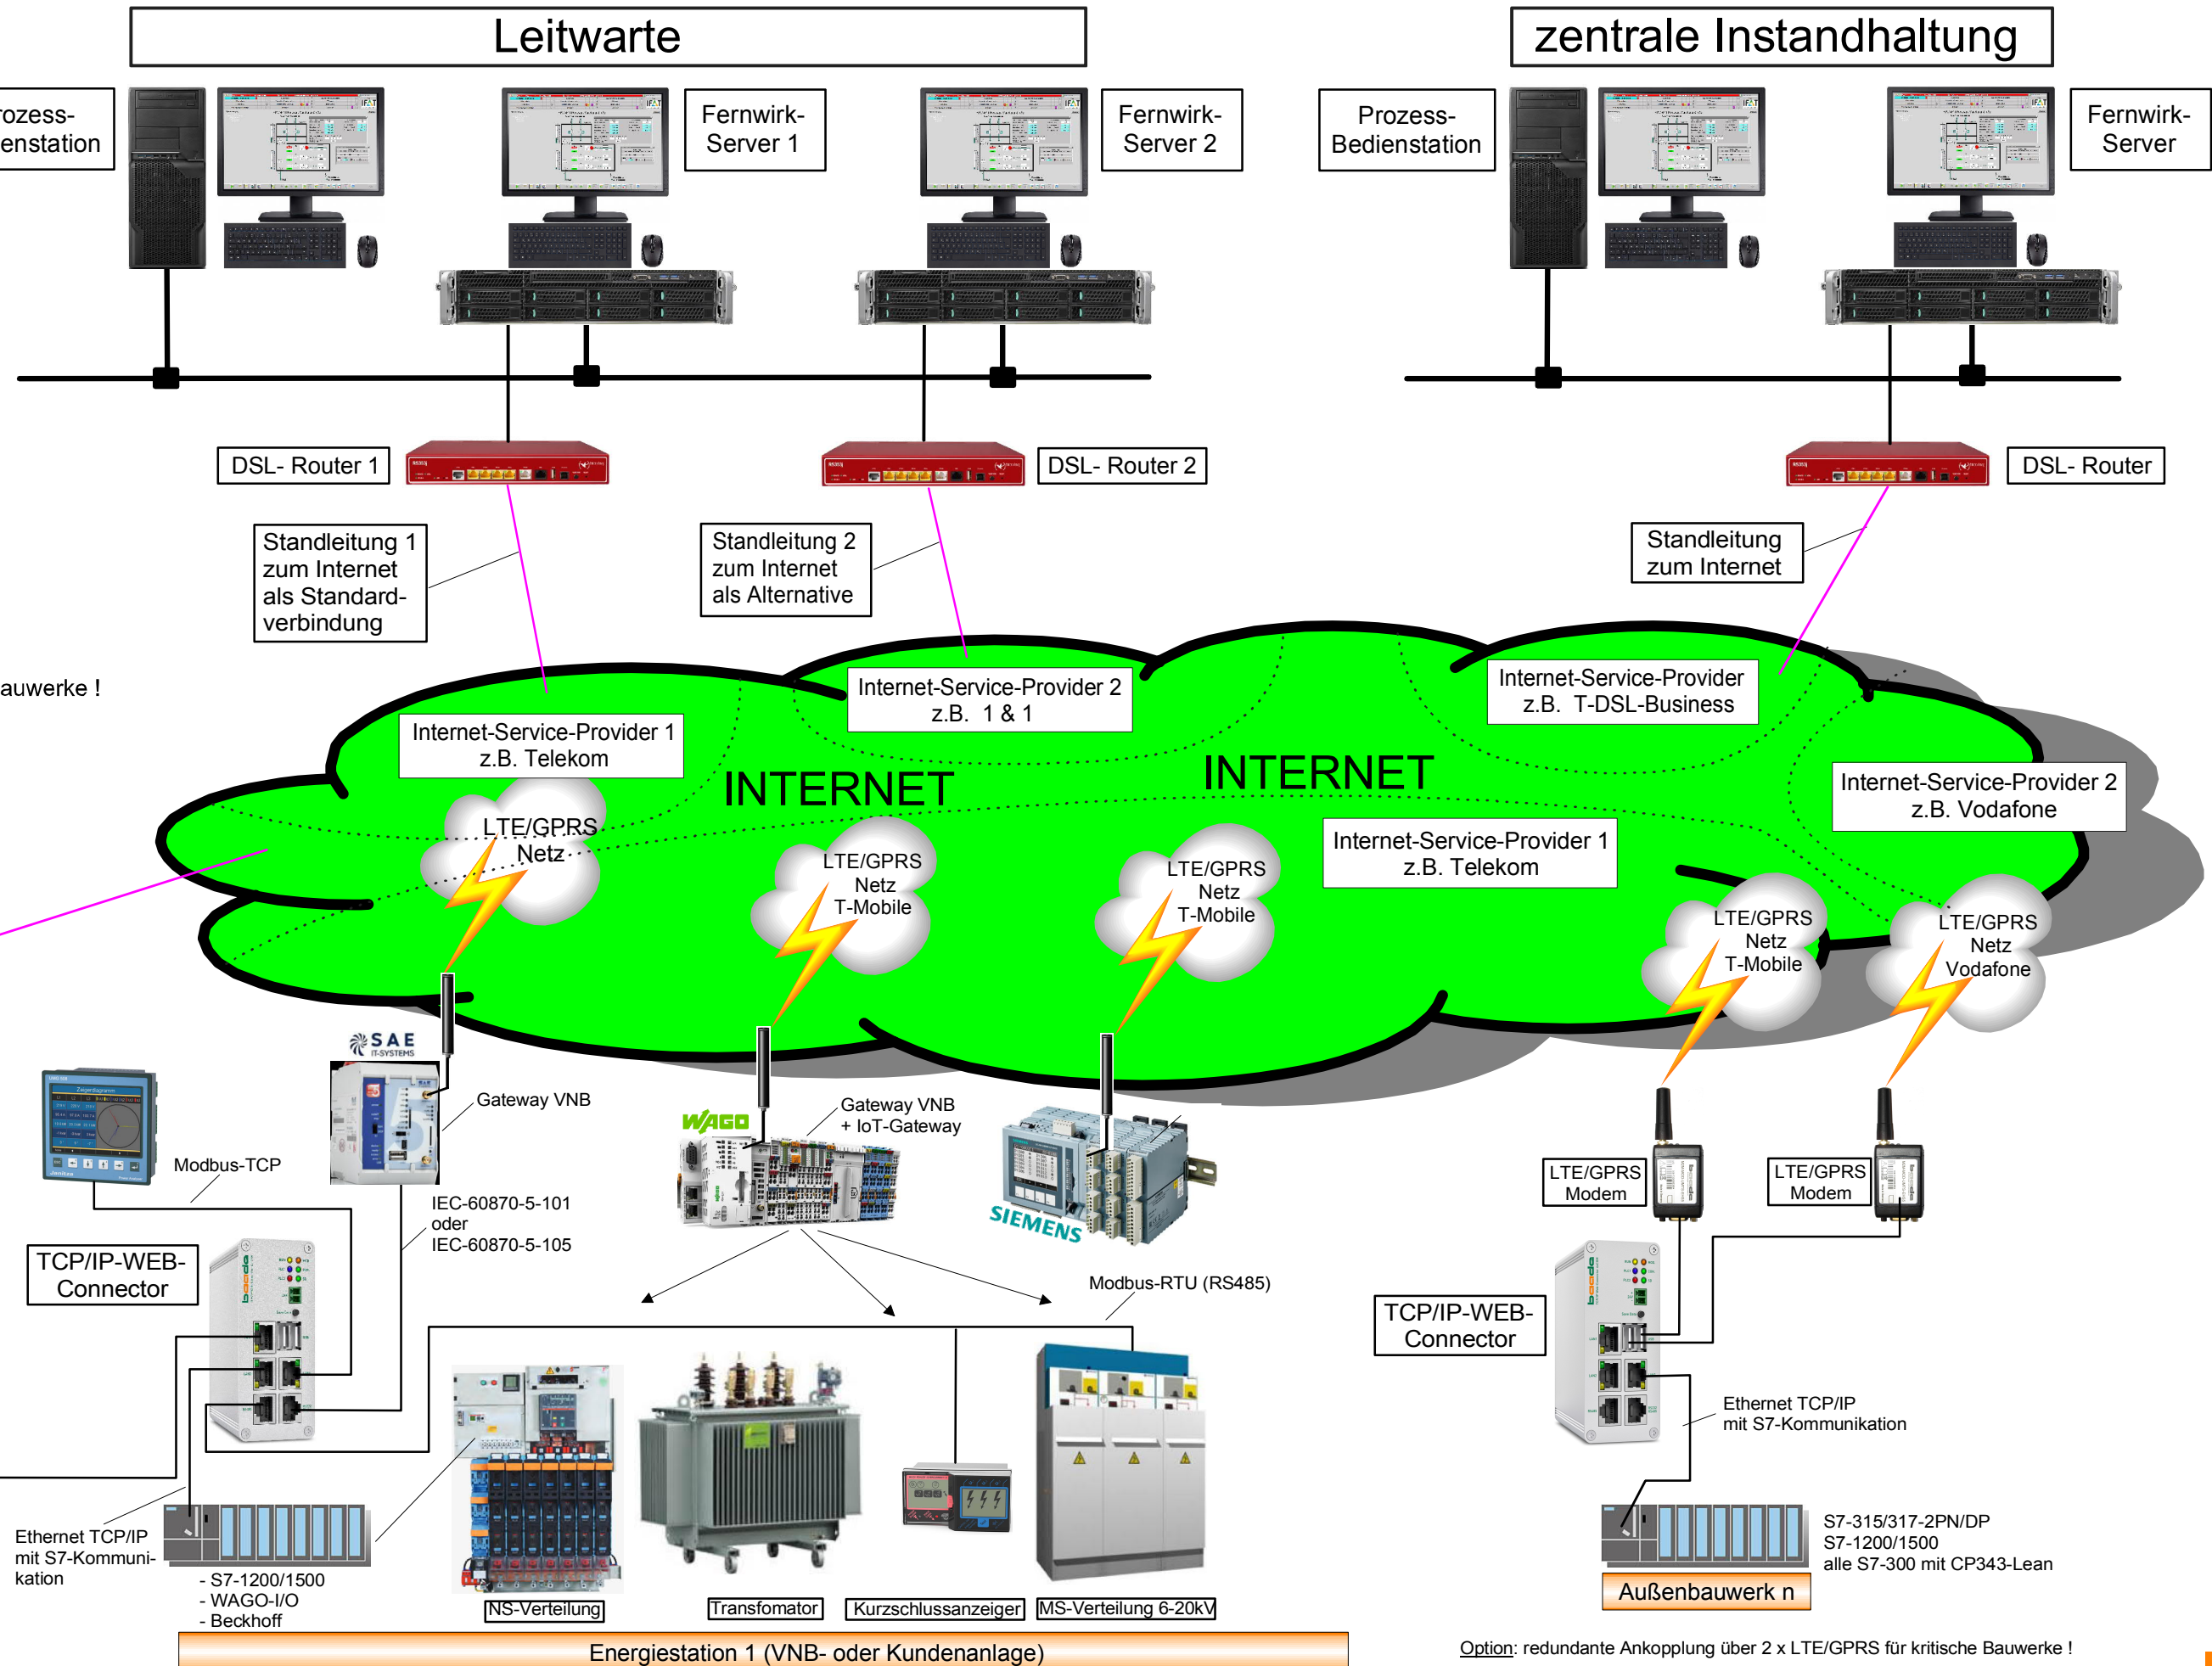 Leitwarte
zentrale Instandhaltung
rozess-
enstation
Fernwirk-
Server 1
Fernwirk-
Server 2
Prozess-
Bedienstation
Fernwirk-
Server
IFAT
IFAT
IFAT
IFAT
IFAT
DSL- Router 1
DSL- Router 2
DSL- Router
Standleitung 1
zum Internet
als Standard-
verbindung
Standleitung 2
zum Internet
als Alternative
Standleitung
zum Internet
auwerke !
Internet-Service-Provider 1
z.B. Telekom
Internet-Service-Provider 2
z.B. 1 & 1
Internet-Service-Provider
z.B. T-DSL-Business
INTERNET
INTERNET
Internet-Service-Provider 2
z.B. Vodafone
Internet-Service-Provider 1
z.B. Telekom
LTE/GPRS
Netz
LTE/GPRS
Netz
T-Mobile
LTE/GPRS
Netz
T-Mobile
LTE/GPRS
Netz
T-Mobile
LTE/GPRS
Netz
Vodafone
SAE
IT-SYSTEMS
Gateway VNB
WAGO
Gateway VNB
+ IoT-Gateway
SIEMENS
Zeigerdiagramm
Janitza
Modbus-TCP
IEC-60870-5-101
oder
IEC-60870-5-105
TCP/IP-WEB-
Connector
Modbus-RTU (RS485)
LTE/GPRS
Modem
LTE/GPRS
Modem
TCP/IP-WEB-
Connector
Ethernet TCP/IP
mit S7-Kommunikation
Ethernet TCP/IP
mit S7-Kommuni-
kation
- S7-1200/1500
- WAGO-I/O
- Beckhoff
NS-Verteilung
Transfomator
Kurzschlussanzeiger
MS-Verteilung 6-20kV
S7-315/317-2PN/DP
S7-1200/1500
alle S7-300 mit CP343-Lean
Außenbauwerk n
Energiestation 1 (VNB- oder Kundenanlage)
Option: redundante Ankopplung über 2 x LTE/GPRS für kritische Bauwerke !